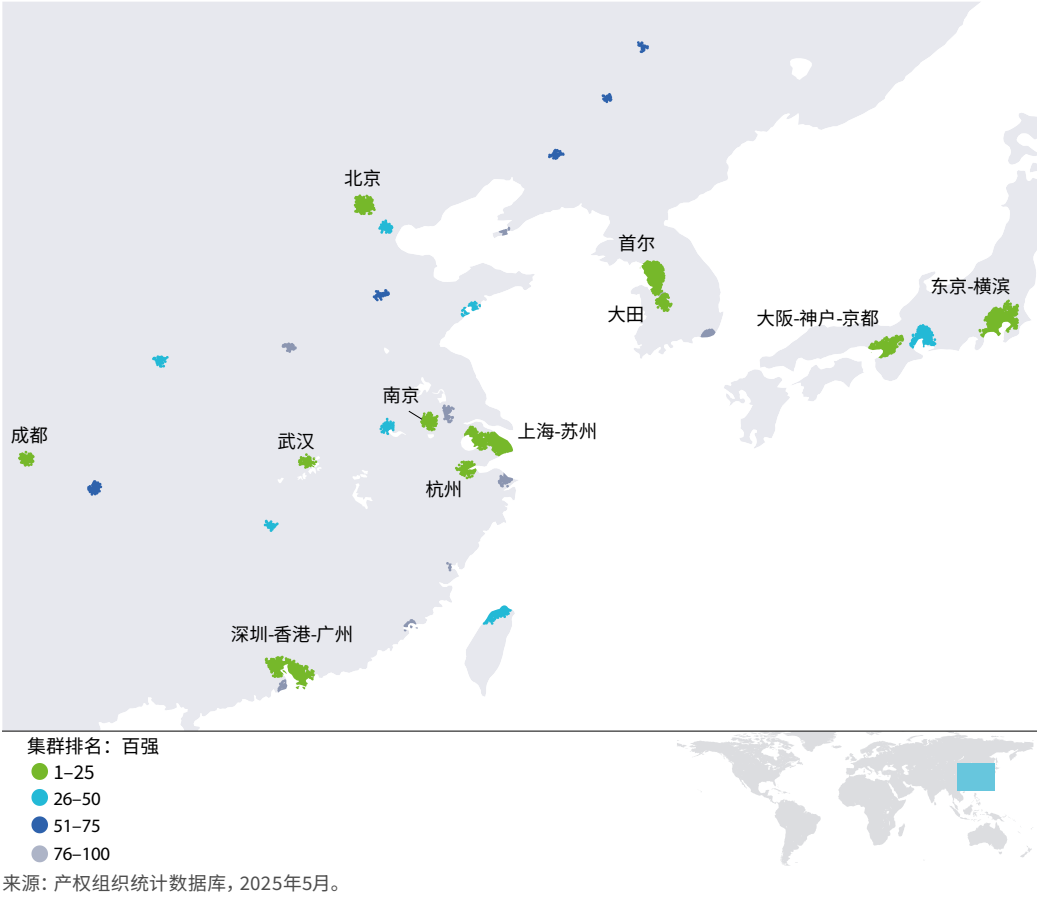 北京
首尔
东京-横滨
大田
大阪-神户-京都
南京
成都
武汉
上海-苏州
杭州
深圳-香港-广州
集群排名：百强
1–25
26–50
51–75
76–100
来源：产权组织统计数据库，2025年5月。